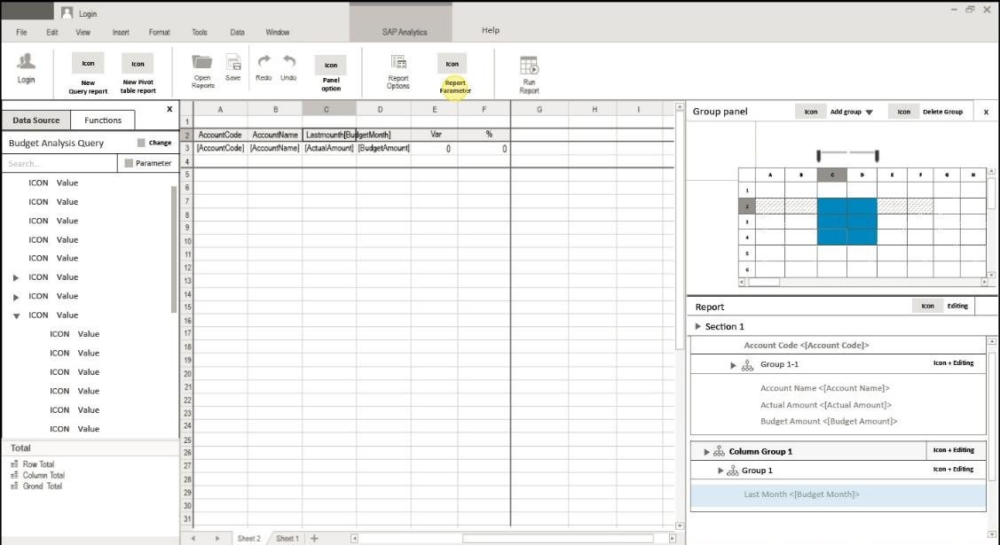 Login
File Edit View Insert Format Tools Data Window SAP Analytics Help
Login
Icon
New
Query report
Icon
New Pivot
table report
Open
Reports
Save
Redo
Undo
Icon
Panel
option
Report
Options
Icon
Report
Parameter
Run
Report
X
Data Source Functions
Budget Analysis Query Change
Search... Parameter
ICON Value
ICON Value
ICON Value
ICON Value
ICON Value
ICON Value
ICON Value
ICON Value
ICON Value
ICON Value
ICON Value
ICON Value
ICON Value
ICON Value
Total
Row Total
Column Total
Grond Total
A B C D E F G H I
1
2 AccountCode AccountName Lastmounth[BudgetMonth] Var %
3 [AccountCode] [AccountName] [ActualAmount] [BudgetAmount] 0 0
4
5
6
7
8
9
10
11
12
13
14
15
16
17
18
19
20
21
22
23
24
25
26
27
28
29
30
31
Sheet 2 Sheet 1
Group panel Icon Add group Icon Delete Group X
A B C D E F G H
1
2
3
4
5
6
Report Icon Editing
Section 1
Account Code <[Account Code]>
Group 1-1 Icon + Editing
Account Name <[Account Name]>
Actual Amount <[Actual Amount]>
Budget Amount <[Budget Amount]>
Column Group 1 Icon + Editing
Group 1 Icon + Editing
Last Month <[Budget Month]>